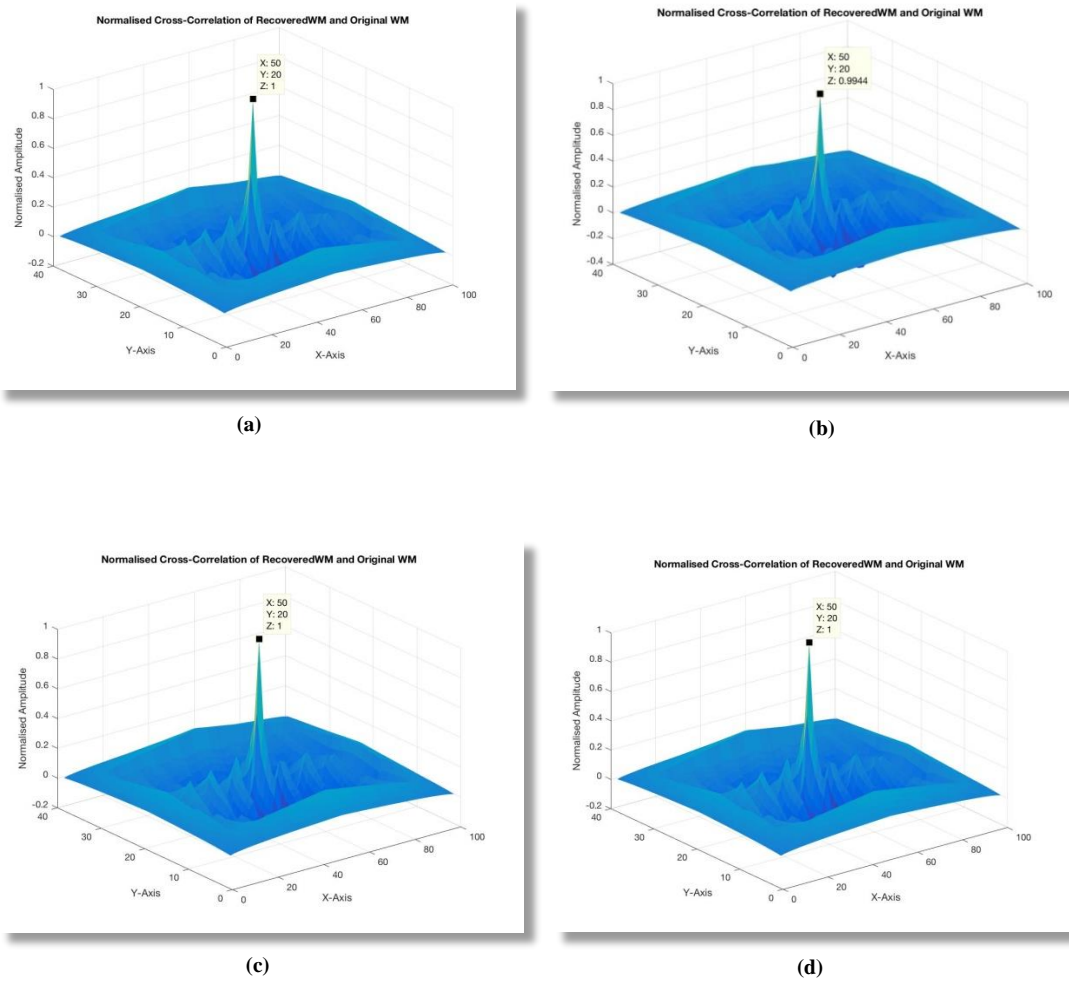 Normalised Cross-Correlation of RecoveredWM and Original WM
X: 50
Y: 20
Z: 1
1
0.8
0.6
0.4
0.2
0
-0.2
Normalised Amplitude
40
30
20
10
0
Y-Axis
0
20
40
60
80
100
X-Axis
(a)
Normalised Cross-Correlation of RecoveredWM and Original WM
X: 50
Y: 20
Z: 0.9944
1
0.8
0.6
0.4
0.2
0
-0.2
-0.4
Normalised Amplitude
40
30
20
10
0
Y-Axis
0
20
40
60
80
100
X-Axis
(b)
Normalised Cross-Correlation of RecoveredWM and Original WM
X: 50
Y: 20
Z: 1
1
0.8
0.6
0.4
0.2
0
-0.2
Normalised Amplitude
40
30
20
10
0
Y-Axis
0
20
40
60
80
100
X-Axis
(c)
Normalised Cross-Correlation of RecoveredWM and Original WM
X: 50
Y: 20
Z: 1
1
0.8
0.6
0.4
0.2
0
-0.2
Normalised Amplitude
40
30
20
10
0
Y-Axis
0
20
40
60
80
100
X-Axis
(d)